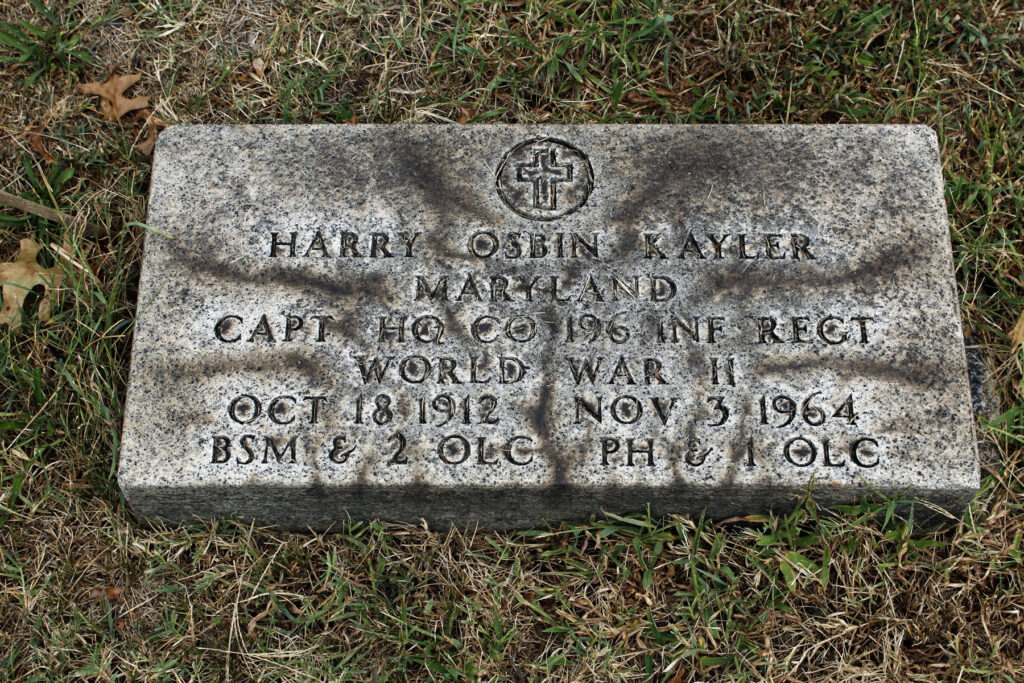 HARRY OSBIN KAYLER
MARYLAND
CAPT HQ CO 196 INF REGT
WORLD WAR II
OCT 18 1912 NOV 3 1964
BSM & 2 OLC PH & 1 OLC